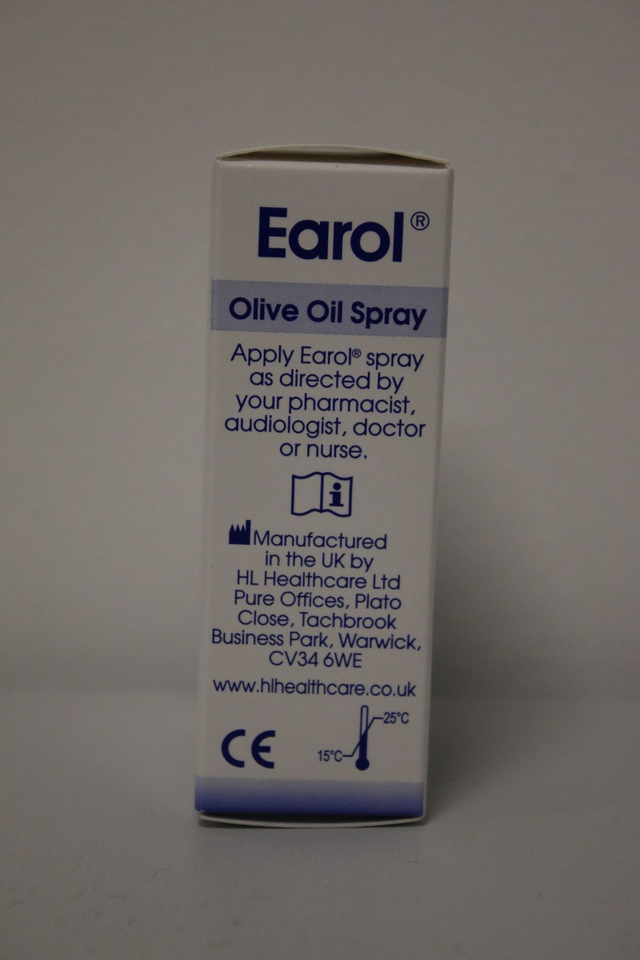 Earol®
Olive Oil Spray
Apply Earol® spray
as directed by
your pharmacist,
audiologist, doctor
or nurse.
i
Manufactured
in the UK by
HL Healthcare Ltd
Pure Offices, Plato
Close, Tachbrook
Business Park, Warwick,
CV34 6WE
www.hlhealthcare.co.uk
25°C
15°C
CE